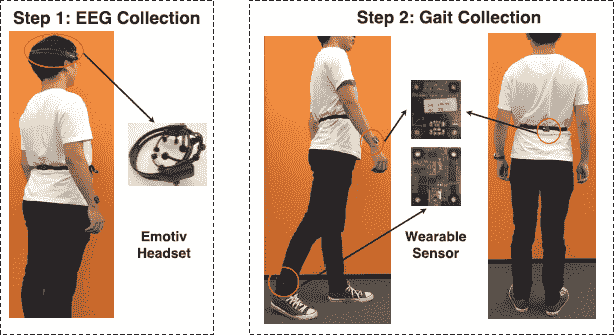 Step 1: EEG Collection
Step 2: Gait Collection
Emotiv
Headset
Wearable
Sensor